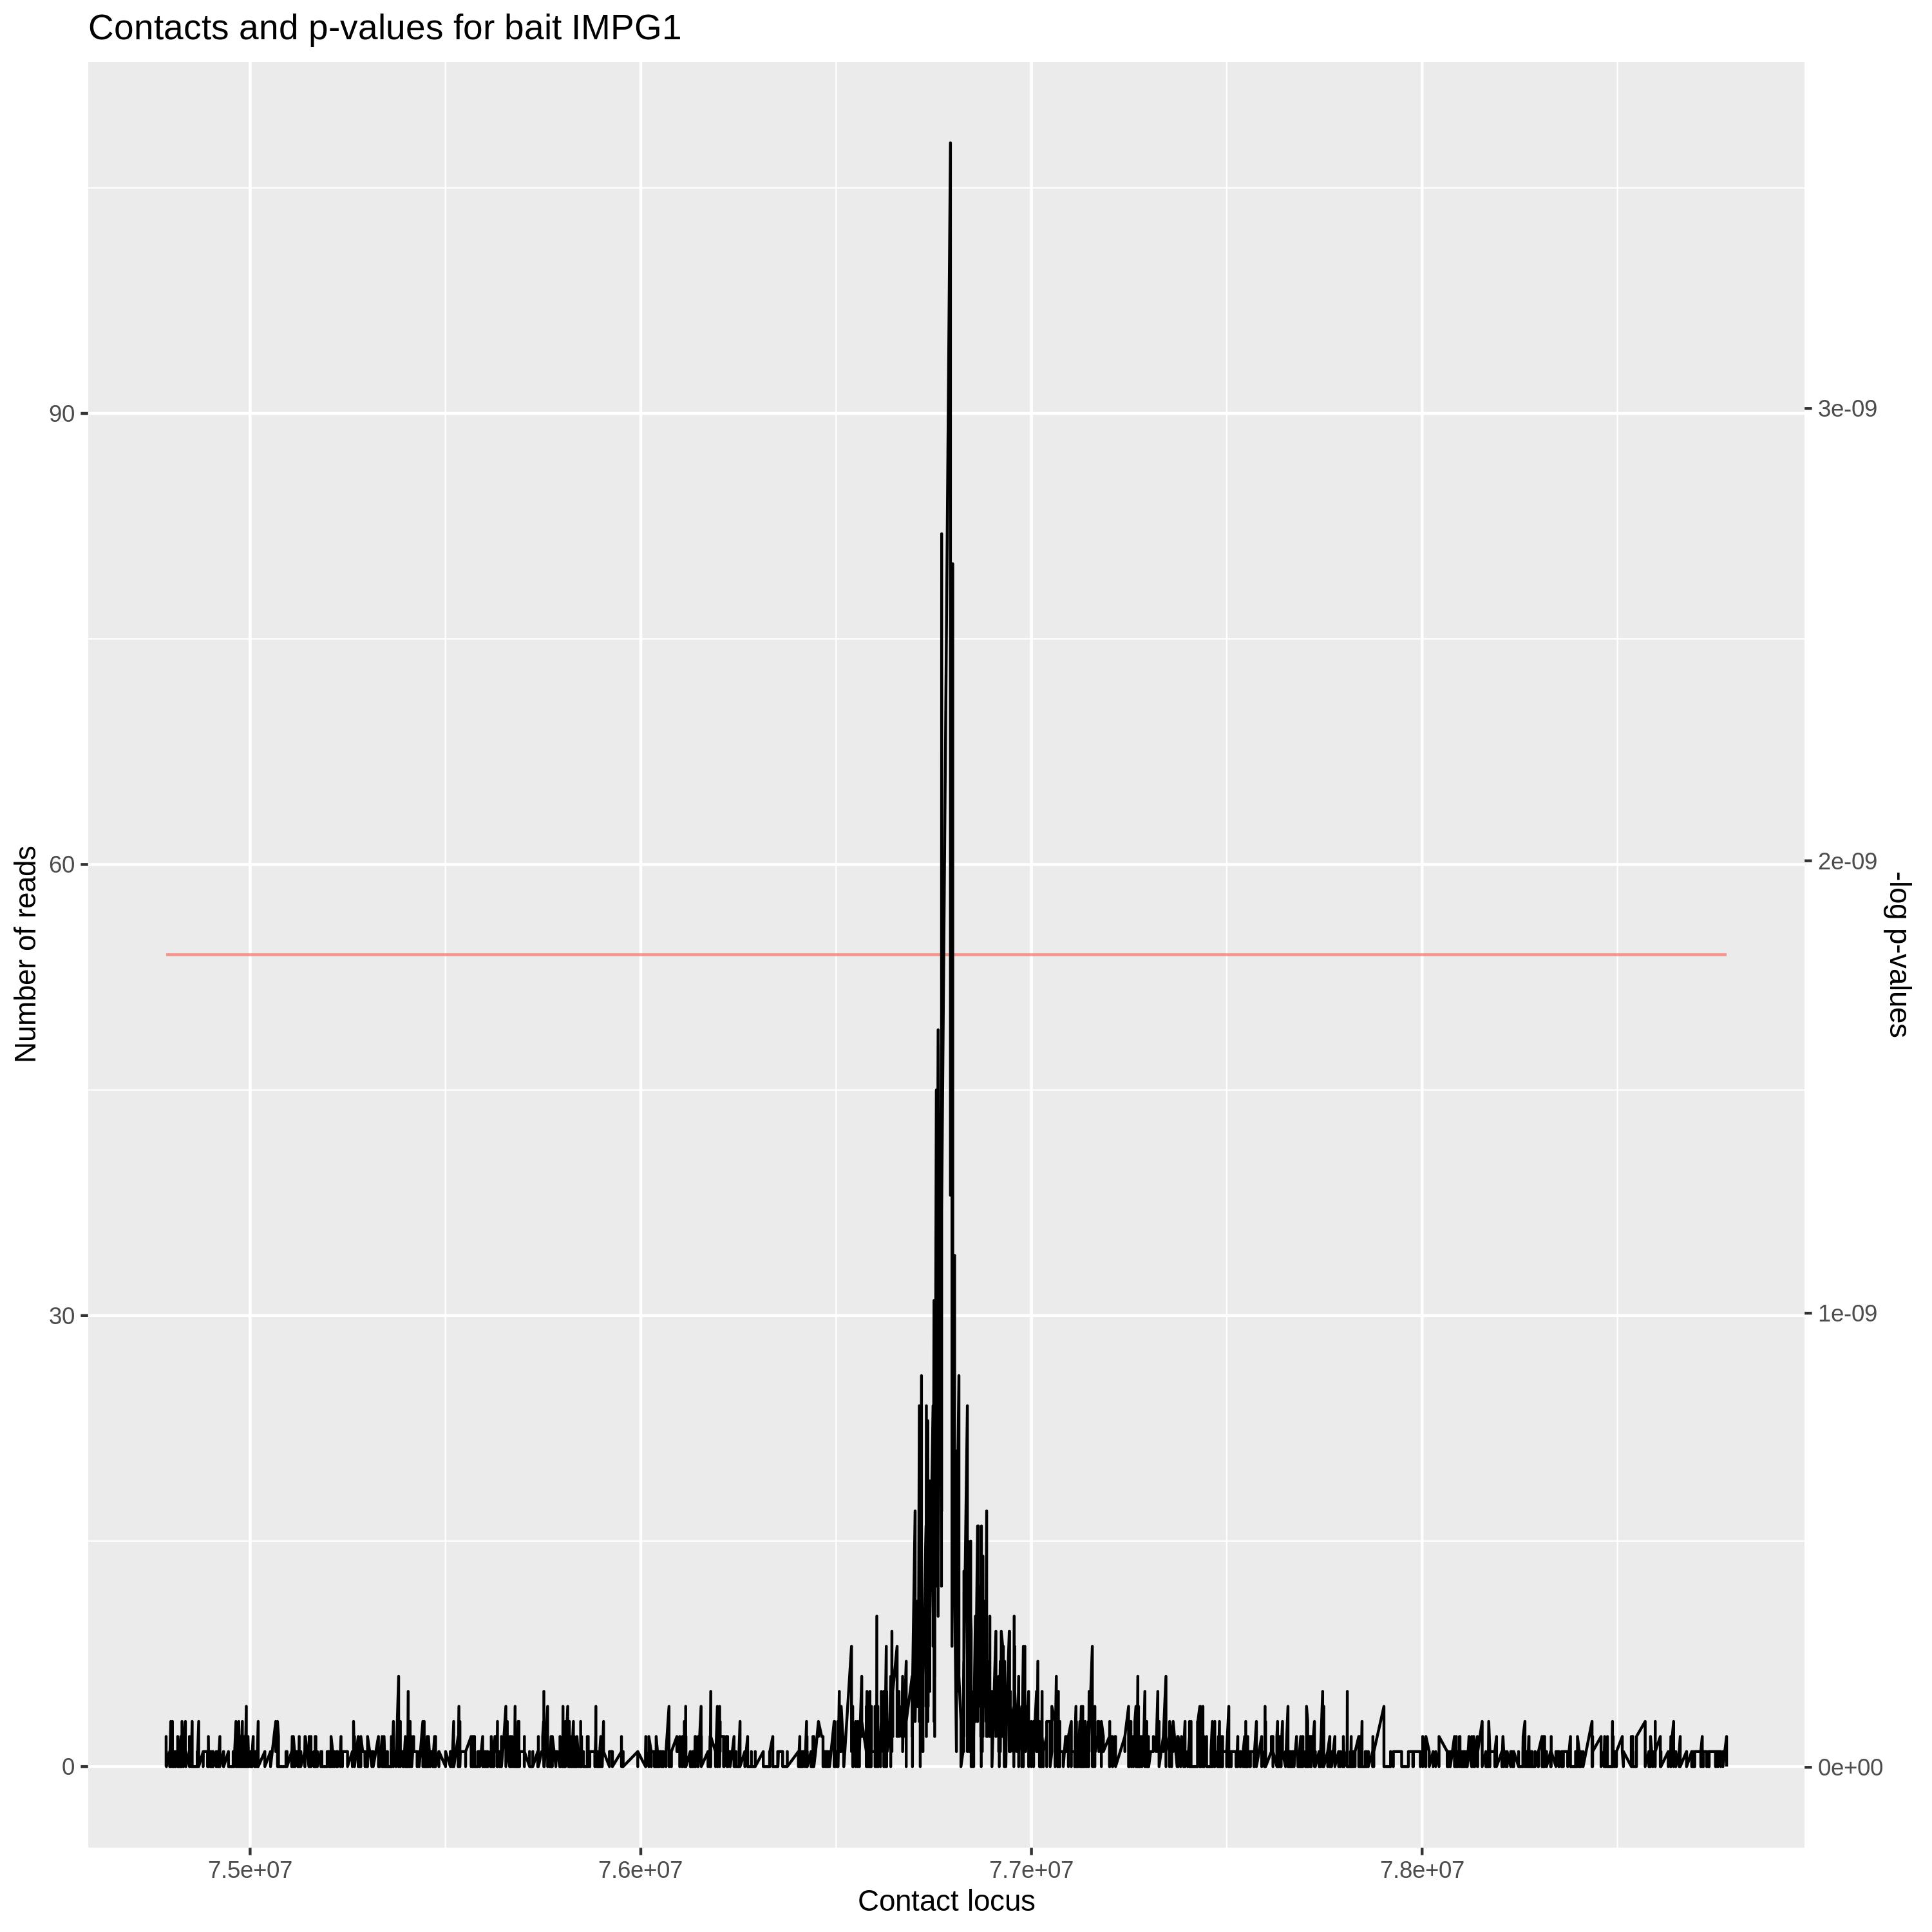 Contacts and p-values for bait IMPG1
90
60
30
0
3e-09
2e-09
1e-09
0e+00
Number of reads
-log p-values
7.5e+07
7.6e+07
7.7e+07
7.8e+07
Contact locus